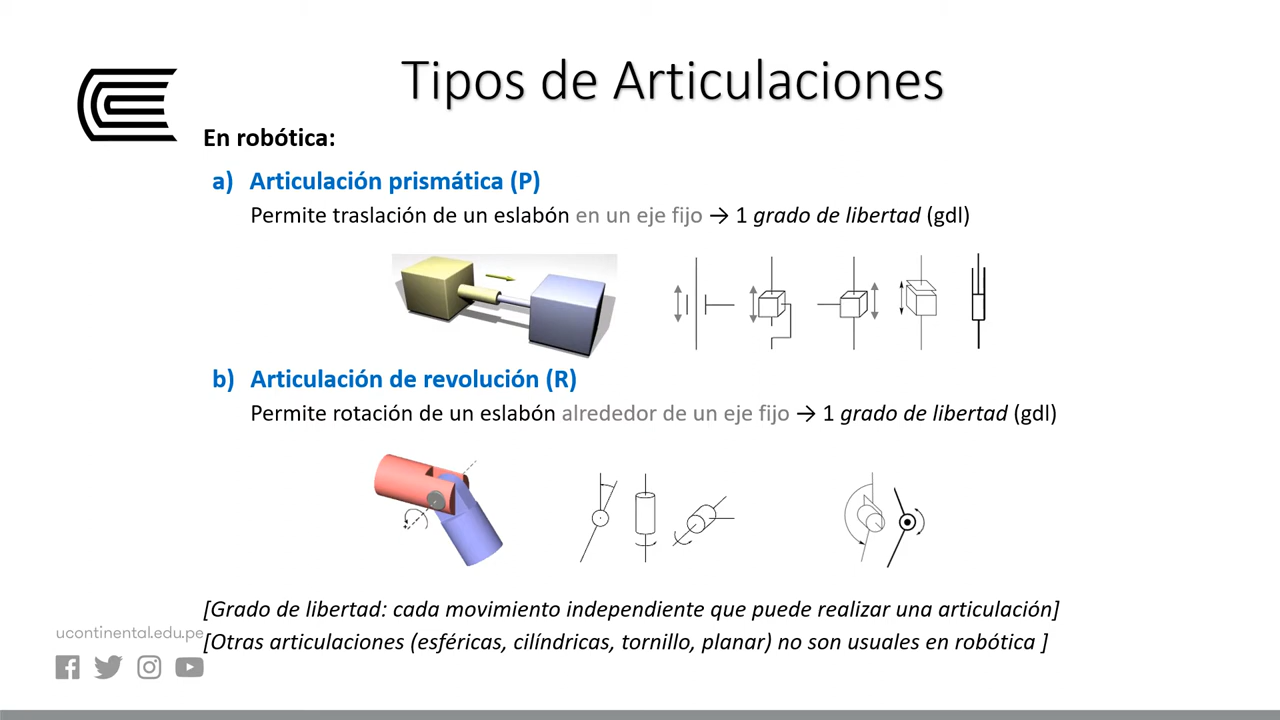 Tipos de Articulaciones
En robótica:
a) Articulación prismática (P)
Permite traslación de un eslabón en un eje fijo → 1 grado de libertad (gdl)
b) Articulación de revolución (R)
Permite rotación de un eslabón alrededor de un eje fijo → 1 grado de libertad (gdl)
[Grado de libertad: cada movimiento independiente que puede realizar una articulación]
ucontinental.edu.pe
[Otras articulaciones (esféricas, cilíndricas, tornillo, planar) no son usuales en robótica ]